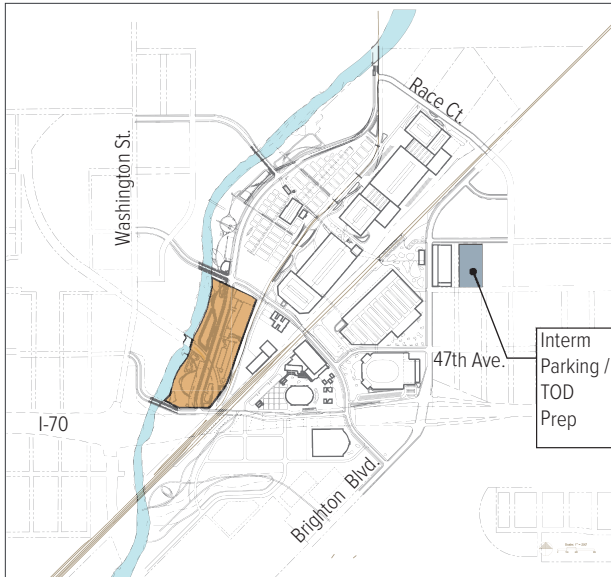 Race Ct.
Washington St.
47th Ave.
Interm
Parking /
TOD
Prep
I-70
Brighton Blvd.